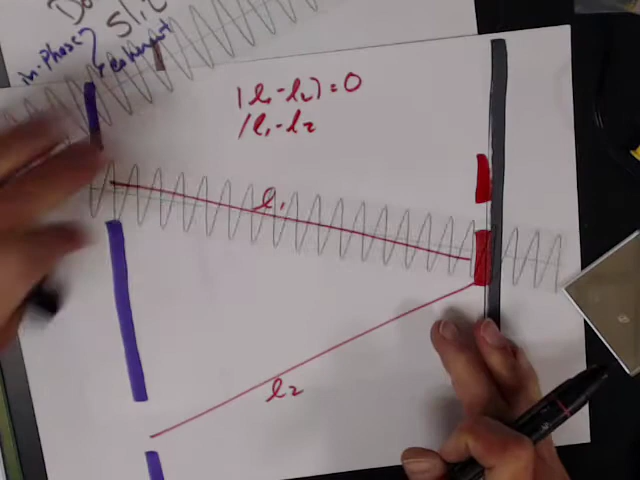 Do
Slit
in-Phase
|l₁-l₂|=0
|l₁-l₂
l₁
l₂